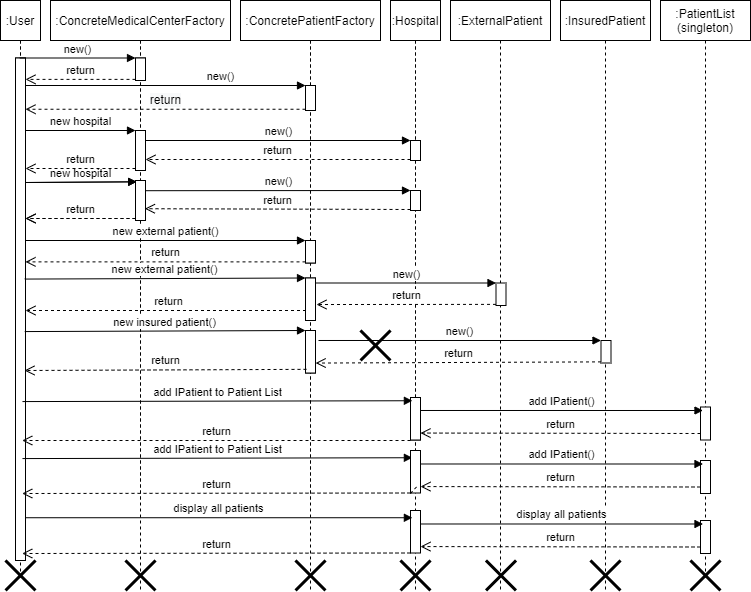 :User
:ConcreteMedicalCenterFactory
:ConcretePatientFactory
:Hospital
:ExternalPatient
:InsuredPatient
:PatientList
(singleton)
new()
return
new()
return
new hospital
new()
return
return
new hospital
new()
return
return
new external patient()
return
new external patient()
new()
return
return
new insured patient()
new()
return
return
add IPatient to Patient List
add IPatient()
return
return
add IPatient to Patient List
add IPatient()
return
return
display all patients
display all patients
return
return